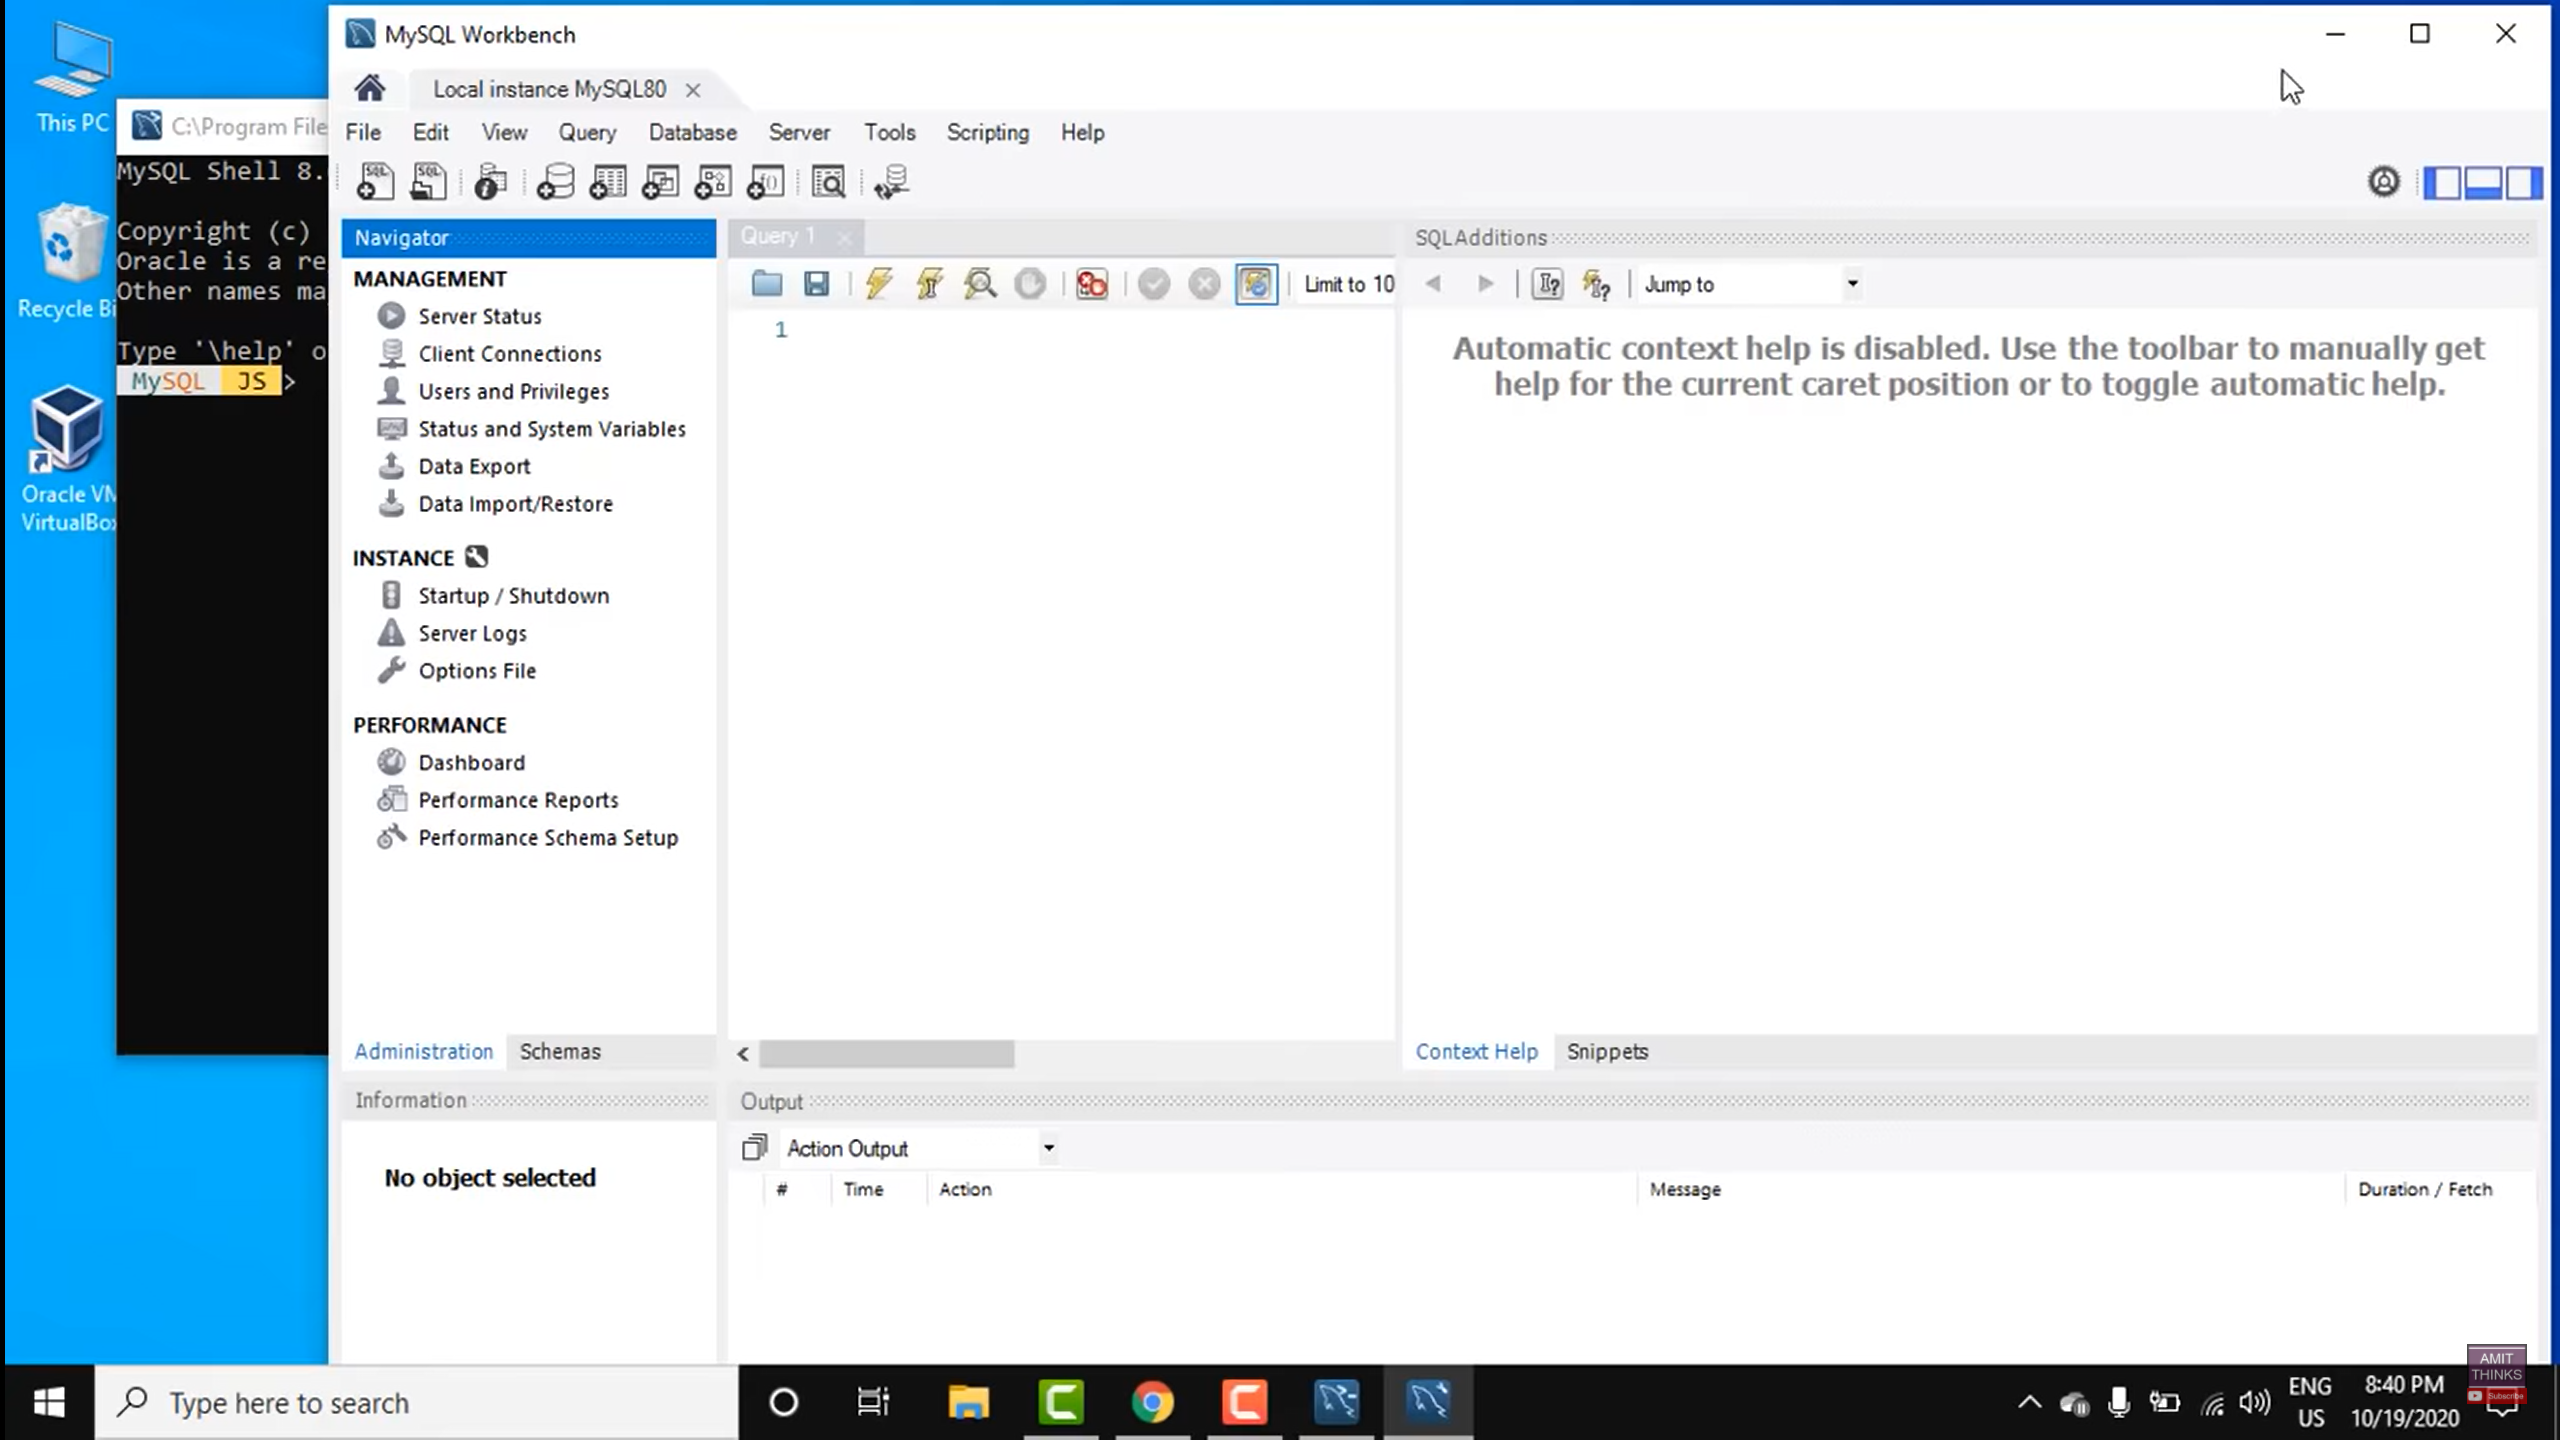 This PC
Recycle Bi
Oracle VM
VirtualBox
C:\Program File
MySQL Shell 8.
Copyright (c)
Oracle is a re
Other names ma
Type '\help' o
MySQL JS >
MySQL Workbench
Local instance MySQL80
File Edit View Query Database Server Tools Scripting Help
Navigator
MANAGEMENT
Server Status
Client Connections
Users and Privileges
Status and System Variables
Data Export
Data Import/Restore
INSTANCE
Startup / Shutdown
Server Logs
Options File
PERFORMANCE
Dashboard
Performance Reports
Performance Schema Setup
Administration Schemas
Information
No object selected
Query 1
Limit to 10
1
SQLAdditions
Jump to
Automatic context help is disabled. Use the toolbar to manually get
help for the current caret position or to toggle automatic help.
Context Help Snippets
Output
Action Output
# Time Action Message Duration / Fetch
Type here to search
ENG
US
8:40 PM
10/19/2020
AMIT
THINKS
Subscribe